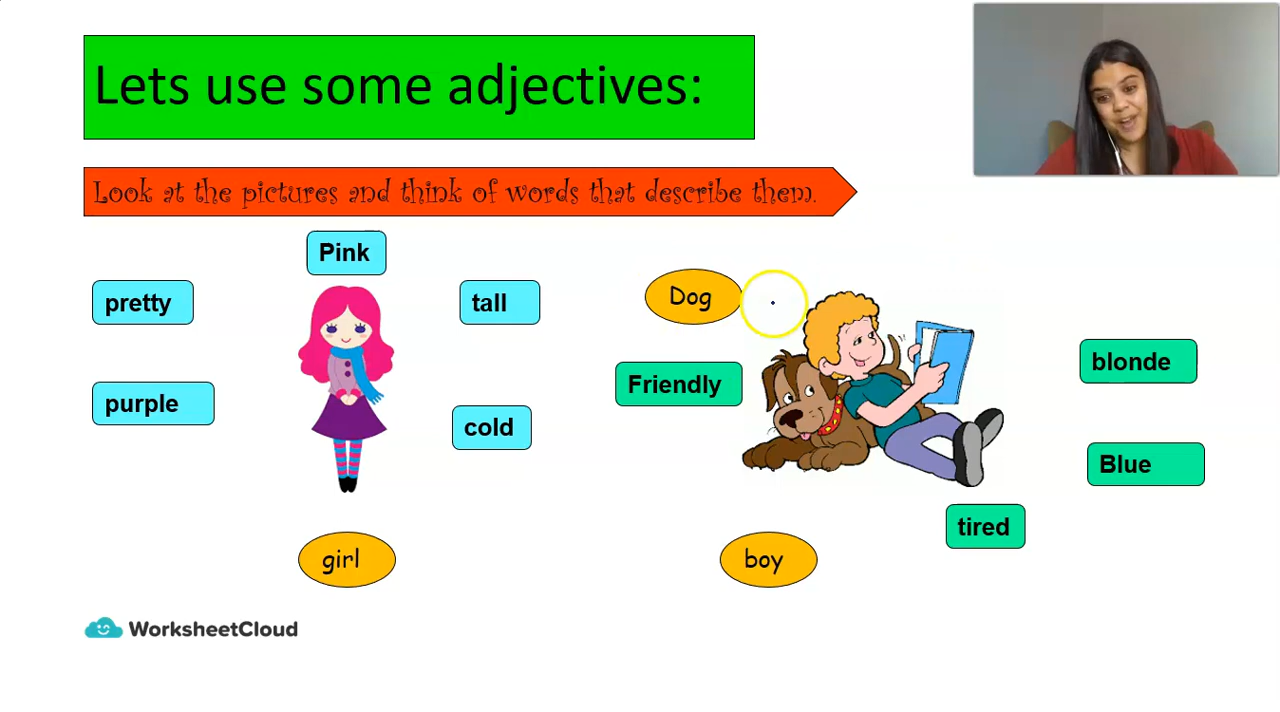 Lets use some adjectives:
Look at the pictures and think of words that describe them.
Pink
pretty
tall
purple
cold
girl
Dog
Friendly
blonde
Blue
tired
boy
WorksheetCloud